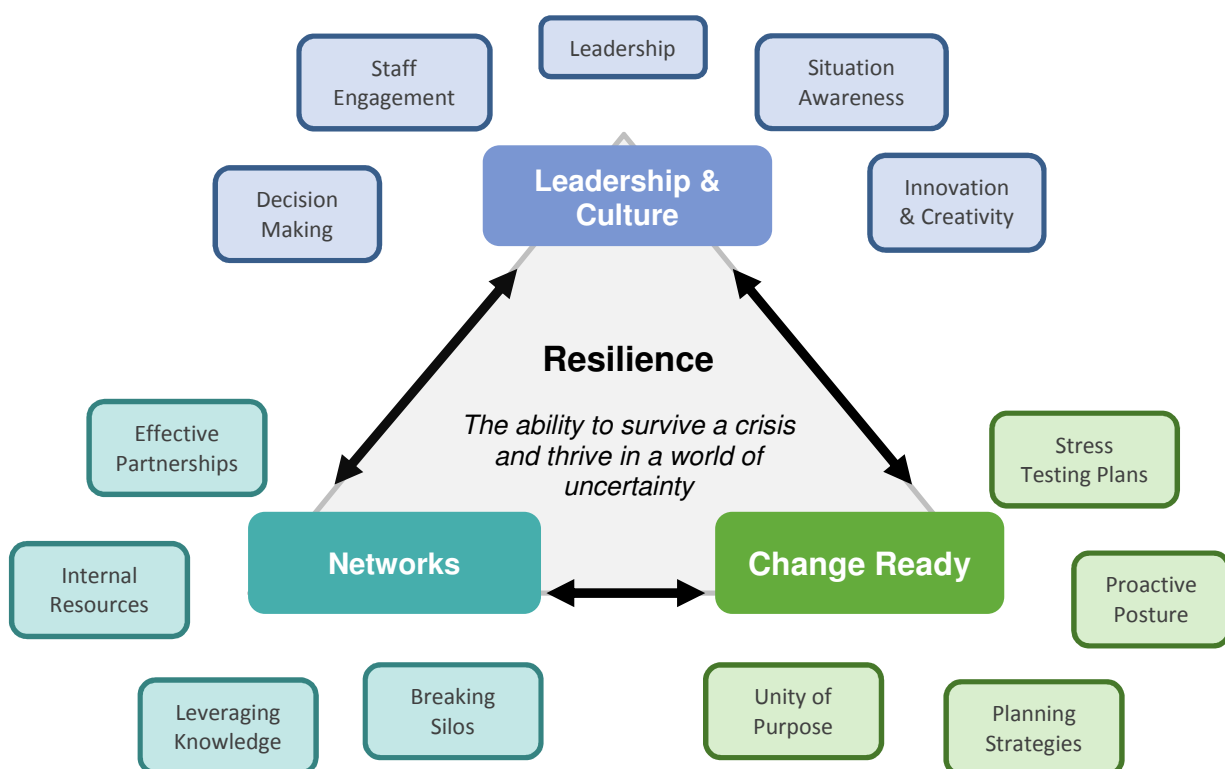 Leadership
Staff
Engagement
Situation
Awareness
Decision
Making
Leadership &
Culture
Innovation
& Creativity
Resilience
The ability to survive a crisis
and thrive in a world of
uncertainty
Effective
Partnerships
Stress
Testing Plans
Networks
Change Ready
Internal
Resources
Proactive
Posture
Leveraging
Knowledge
Breaking
Silos
Unity of
Purpose
Planning
Strategies